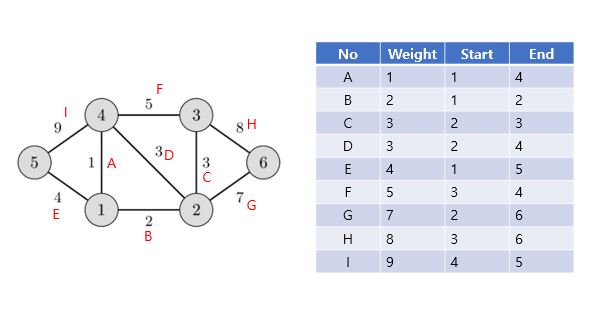 F
5
I
4
3
9
8 H
3 D
5
1 A
3
6
C
4
7 G
E
1
2
2
B
No Weight Start End
A 1 1 4
B 2 1 2
C 3 2 3
D 3 2 4
E 4 1 5
F 5 3 4
G 7 2 6
H 8 3 6
I 9 4 5